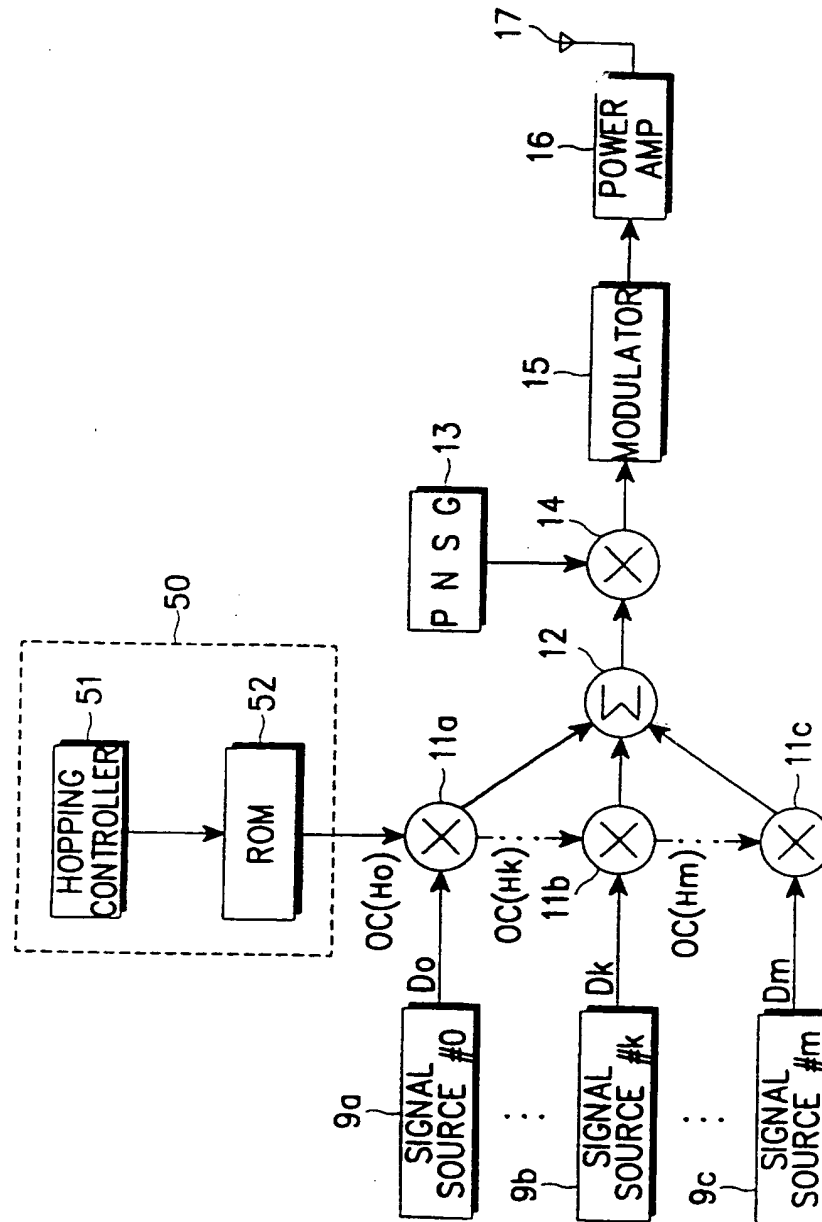 50
51
HOPPING
CONTROLLER
52
ROM
OC(Ho)
11a
9a
SIGNAL
SOURCE #0
Do
OC(Hk)
11b
9b
SIGNAL
SOURCE #k
Dk
OC(Hm)
11c
9c
SIGNAL
SOURCE #m
Dm
12
Σ
13
P N S G
14
15
MODULATOR
16
POWER
AMP
17